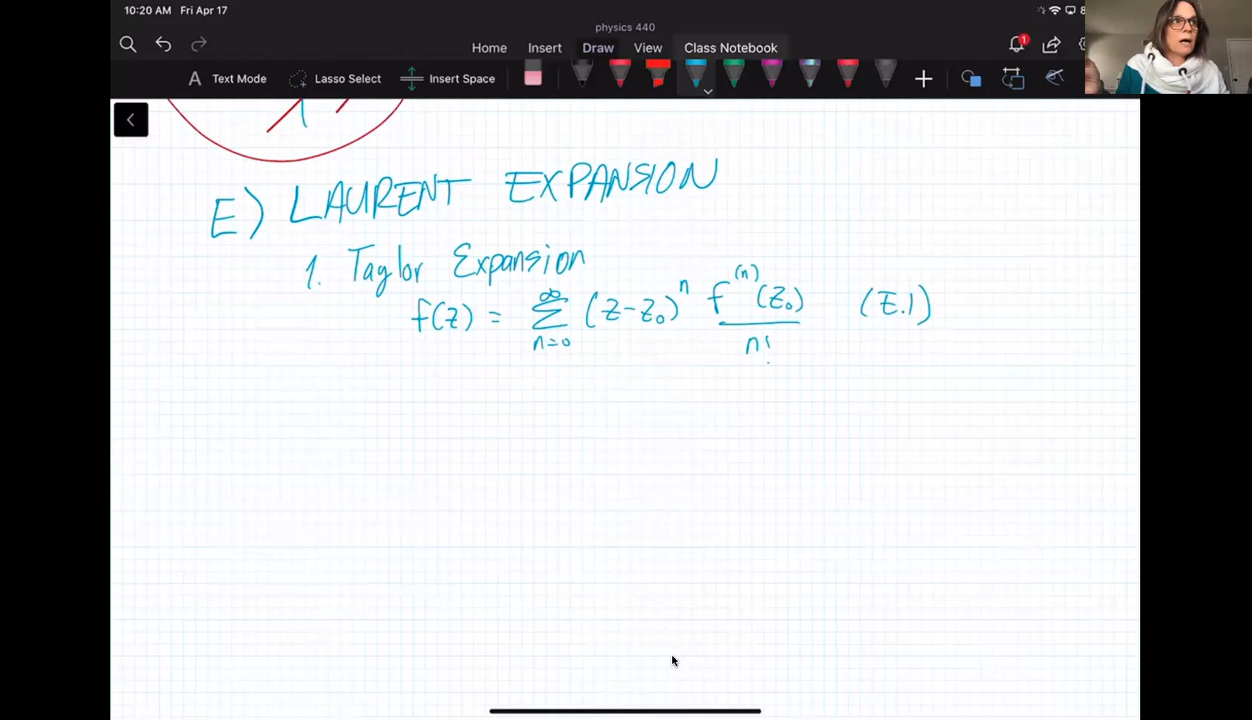 10:20 AM Fri Apr 17
physics 440
Home Insert Draw View Class Notebook
1
Text Mode Lasso Select Insert Space
E) LAURENT EXPANSION
1. Taylor Expansion
f(z) = ∑_{n=0}^{∞} (z-z₀)^n f^{(n)}(z₀)/n! (E.1)